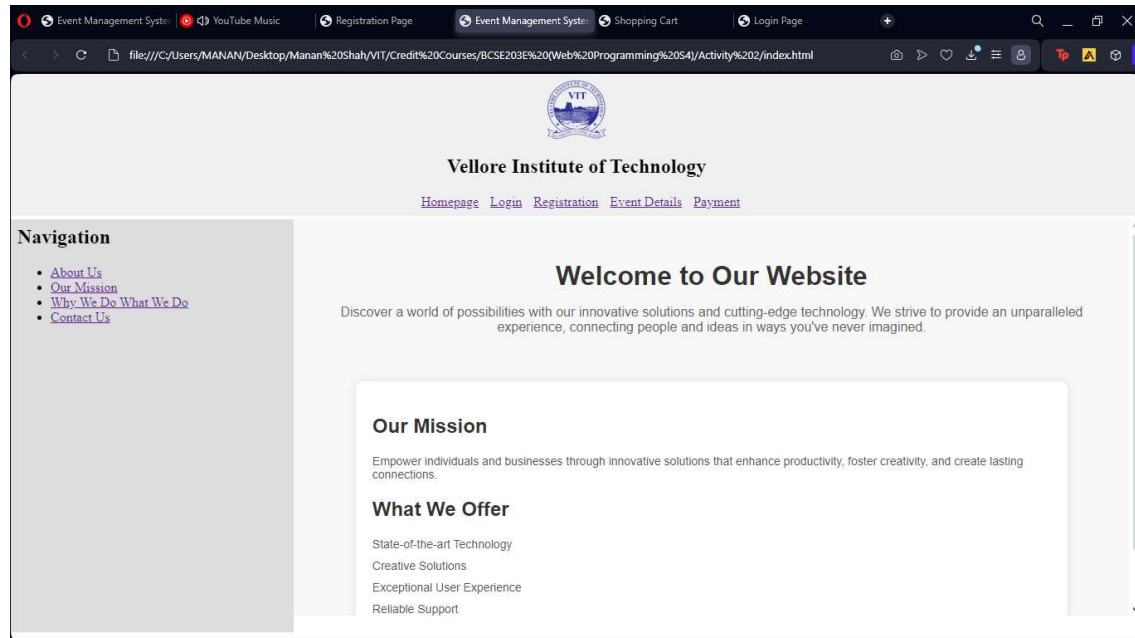 Event Management Syster
YouTube Music
Registration Page
Event Management Syster
Shopping Cart
Login Page
file:///C:/Users/MANAN/Desktop/Manan%20Shah/VIT/Credit%20Courses/BCSE203E%20(Web%20Programming%20S4)/Activity%202/index.html
Tp
VIT
Vellore Institute of Technology
Homepage Login Registration Event Details Payment
Navigation
About Us
Our Mission
Why We Do What We Do
Contact Us
Welcome to Our Website
Discover a world of possibilities with our innovative solutions and cutting-edge technology. We strive to provide an unparalleled
experience, connecting people and ideas in ways you've never imagined.
Our Mission
Empower individuals and businesses through innovative solutions that enhance productivity, foster creativity, and create lasting
connections.
What We Offer
State-of-the-art Technology
Creative Solutions
Exceptional User Experience
Reliable Support